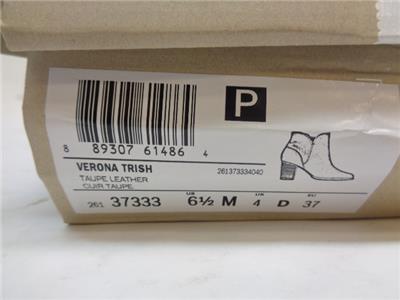 P
8 89307 61486 4
VERONA TRISH
261373334040
TAUPE LEATHER
CUIR TAUPE
US UK EU
261 37333 6½ M 4 D 37